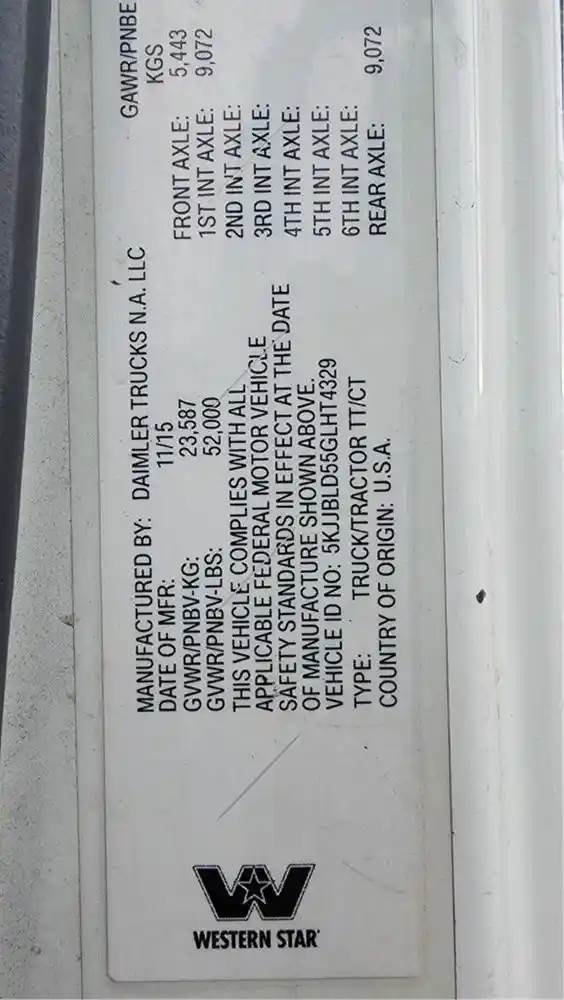 MANUFACTURED BY: DAIMLER TRUCKS N.A. LLC
DATE OF MFR: 11/15
GVWR/PNBV-KG: 23,587
GVWR/PNBV-LBS: 52,000
THIS VEHICLE COMPLIES WITH ALL
APPLICABLE FEDERAL MOTOR VEHICLE
SAFETY STANDARDS IN EFFECT AT THE DATE
OF MANUFACTURE SHOWN ABOVE.
VEHICLE ID NO: 5KJJBLD55GLHT4329
TYPE: TRUCK/TRACTOR TT/CT
COUNTRY OF ORIGIN: U.S.A.
GAWR/PNBE
KGS
FRONT AXLE: 5,443
1ST INT AXLE: 9,072
2ND INT AXLE:
3RD INT AXLE:
4TH INT AXLE:
5TH INT AXLE:
6TH INT AXLE:
REAR AXLE: 9,072
WESTERN STAR